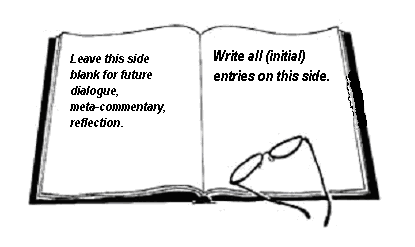 Leave this side
blank for future
dialogue,
meta-commentary,
reflection.
Write all (initial)
entries on this side.